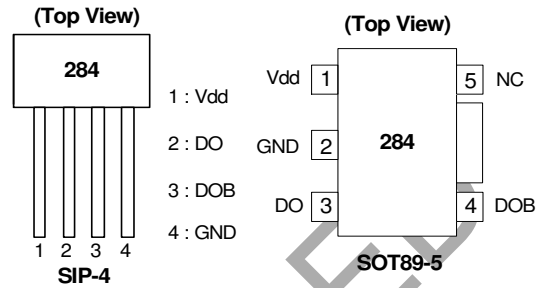 (Top View)
284
1 : Vdd
2 : DO
3 : DOB
4 : GND
1 2 3 4
SIP-4
(Top View)
Vdd 1
5 NC
GND 2
284
DO 3
4 DOB
SOT89-5